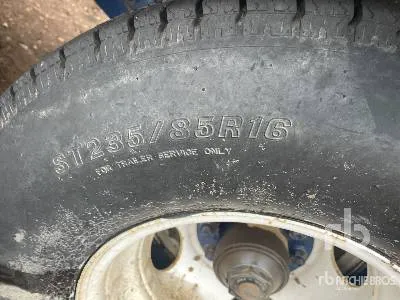 ST235/85R16
FOR TRAILER SERVICE ONLY
rb
RITCHIE BROS